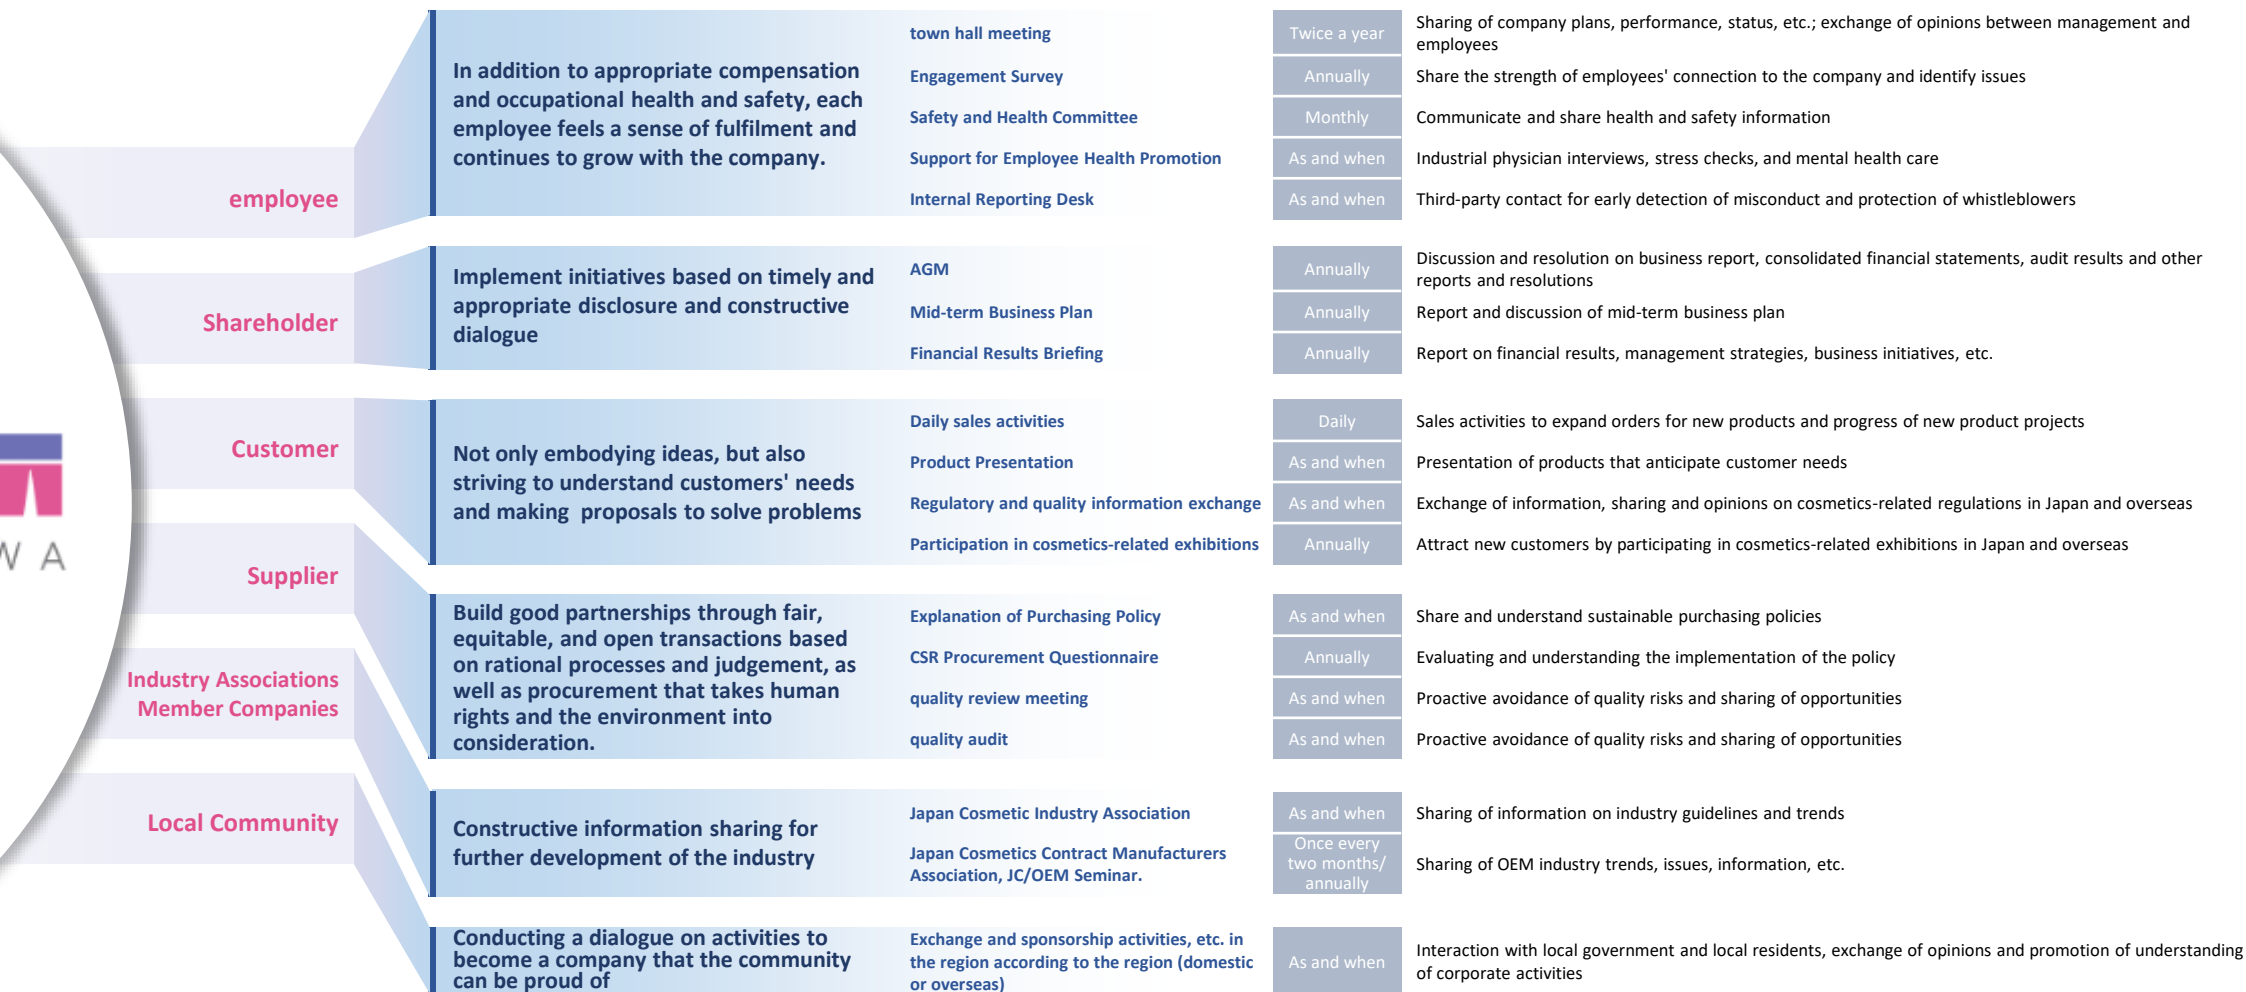 employee
In addition to appropriate compensation
and occupational health and safety, each
employee feels a sense of fulfilment and
continues to grow with the company.
town hall meeting
Twice a year
Sharing of company plans, performance, status, etc.; exchange of opinions between management and
employees
Engagement Survey
Annually
Share the strength of employees' connection to the company and identify issues
Safety and Health Committee
Monthly
Communicate and share health and safety information
Support for Employee Health Promotion
As and when
Industrial physician interviews, stress checks, and mental health care
Internal Reporting Desk
As and when
Third-party contact for early detection of misconduct and protection of whistleblowers
Shareholder
Implement initiatives based on timely and
appropriate disclosure and constructive
dialogue
AGM
Annually
Discussion and resolution on business report, consolidated financial statements, audit results and other
reports and resolutions
Mid-term Business Plan
Annually
Report and discussion of mid-term business plan
Financial Results Briefing
Annually
Report on financial results, management strategies, business initiatives, etc.
Customer
Not only embodying ideas, but also
striving to understand customers' needs
and making proposals to solve problems
Daily sales activities
Daily
Sales activities to expand orders for new products and progress of new product projects
Product Presentation
As and when
Presentation of products that anticipate customer needs
Regulatory and quality information exchange
As and when
Exchange of information, sharing and opinions on cosmetics-related regulations in Japan and overseas
Participation in cosmetics-related exhibitions
Annually
Attract new customers by participating in cosmetics-related exhibitions in Japan and overseas
W A
Supplier
Build good partnerships through fair,
equitable, and open transactions based
on rational processes and judgement, as
well as procurement that takes human
rights and the environment into
consideration.
Explanation of Purchasing Policy
As and when
Share and understand sustainable purchasing policies
CSR Procurement Questionnaire
Annually
Evaluating and understanding the implementation of the policy
quality review meeting
As and when
Proactive avoidance of quality risks and sharing of opportunities
quality audit
As and when
Proactive avoidance of quality risks and sharing of opportunities
Industry Associations
Member Companies
Constructive information sharing for
further development of the industry
Japan Cosmetic Industry Association
As and when
Sharing of information on industry guidelines and trends
Japan Cosmetics Contract Manufacturers
Association, JC/OEM Seminar.
Once every
two months/
annually
Sharing of OEM industry trends, issues, information, etc.
Local Community
Conducting a dialogue on activities to
become a company that the community
can be proud of
Exchange and sponsorship activities, etc. in
the region according to the region (domestic
or overseas)
As and when
Interaction with local government and local residents, exchange of opinions and promotion of understanding
of corporate activities